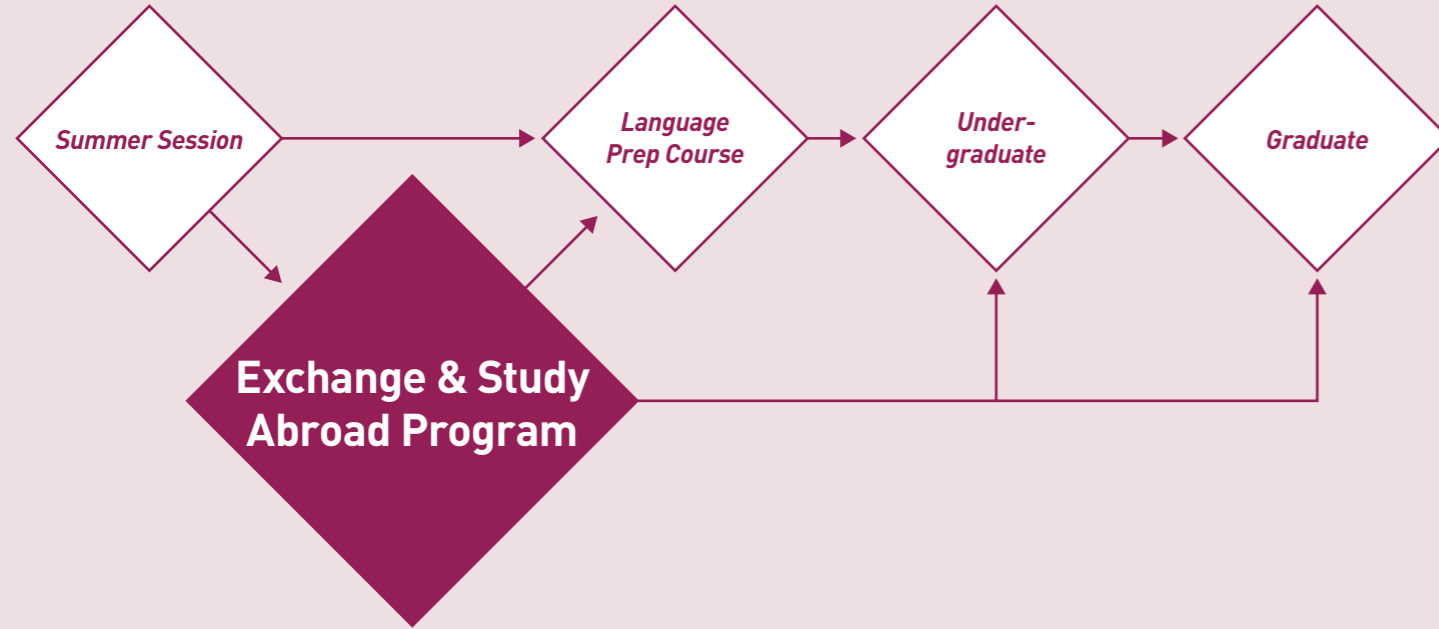 Summer Session
Language
Prep Course
Under-
graduate
Graduate
Exchange & Study
Abroad Program